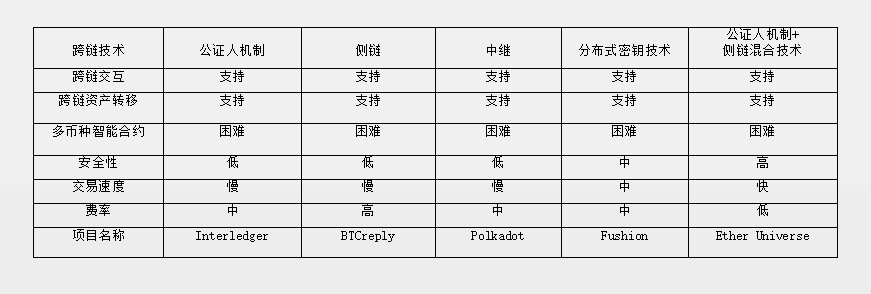 跨链技术 公证人机制 侧链 中继 分布式密钥技术 公证人机制+
侧链混合技术
跨链交互 支持 支持 支持 支持 支持
跨链资产转移 支持 支持 支持 支持 支持
多币种智能合约 困难 困难 困难 困难 困难
安全性 低 低 低 中 高
交易速度 慢 慢 慢 中 快
费率 中 高 中 中 低
项目名称 Interledger BTCreply Polkadot Fushion Ether Universe